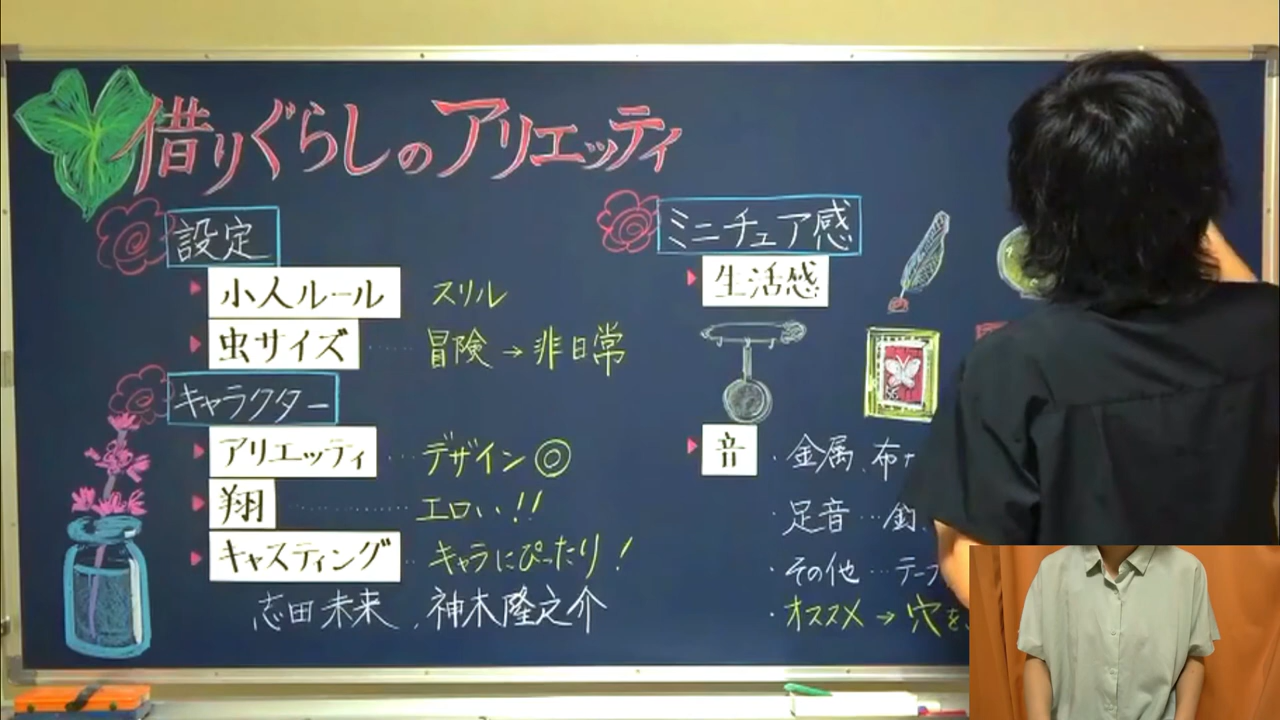 借りぐらしのアリエッティ
設定
小人ルール スリル
虫サイズ …… 冒険→非日常
キャラクター
アリエッティ … デザイン◎
翔 ………… エロい!!
キャスティング … キャラにぴったり!
志田未来、神木隆之介
ミニチュア感
生活感
音 ・金属、布
・足音 …
・その他 … テープ
・オススメ→穴を